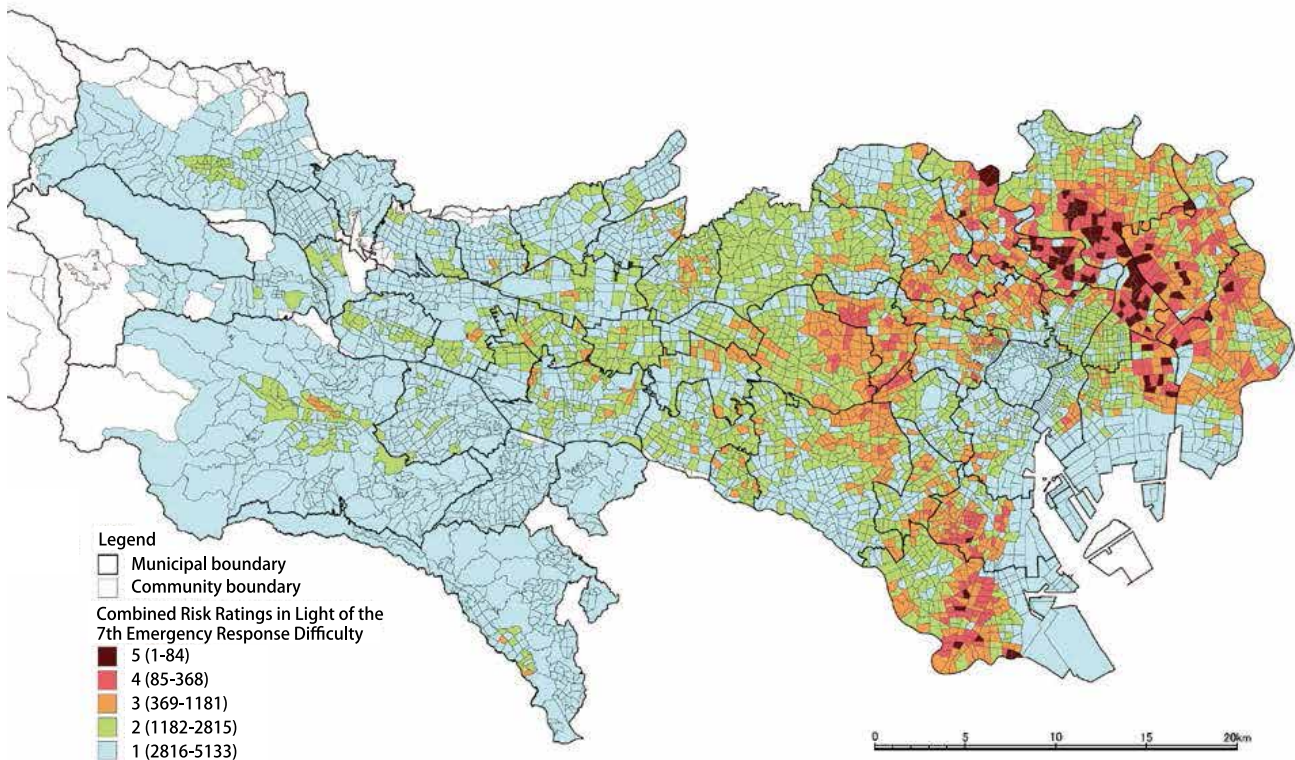 Legend
Municipal boundary
Community boundary
Combined Risk Ratings in Light of the
7th Emergency Response Difficulty
5 (1-84)
4 (85-368)
3 (369-1181)
2 (1182-2815)
1 (2816-5133)
0 5 10 15 20km